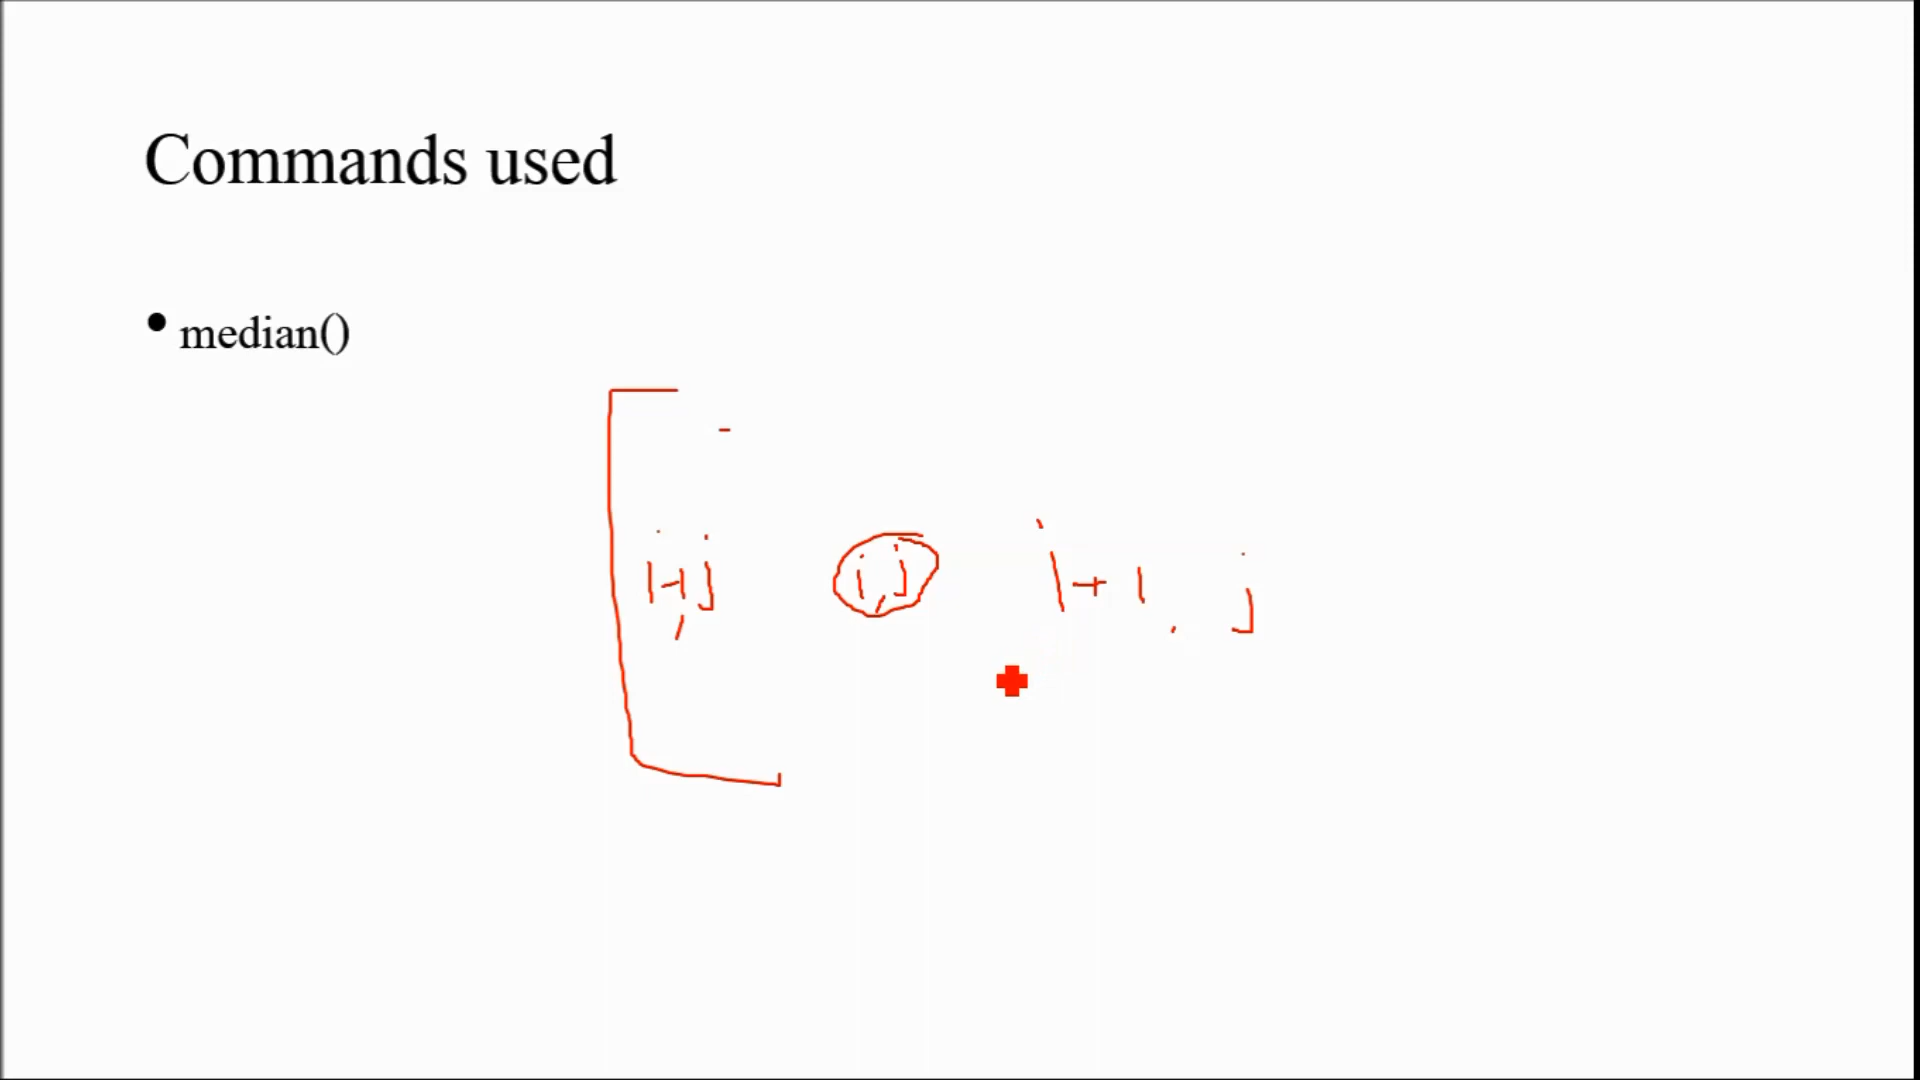 Commands used
• median()
-
i-1,j i,j i+1, j